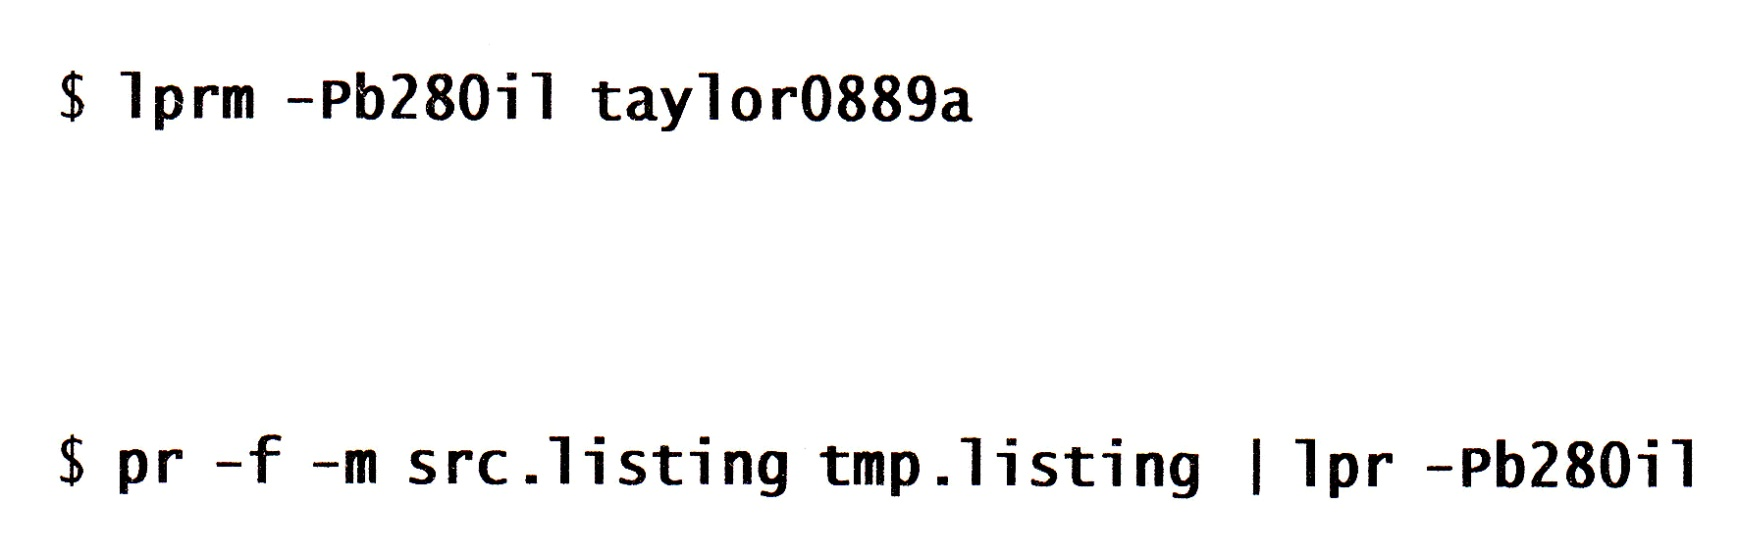 $ lprm -Pb280il taylor0889a
$ pr -f -m src.listing tmp.listing | lpr -Pb280il